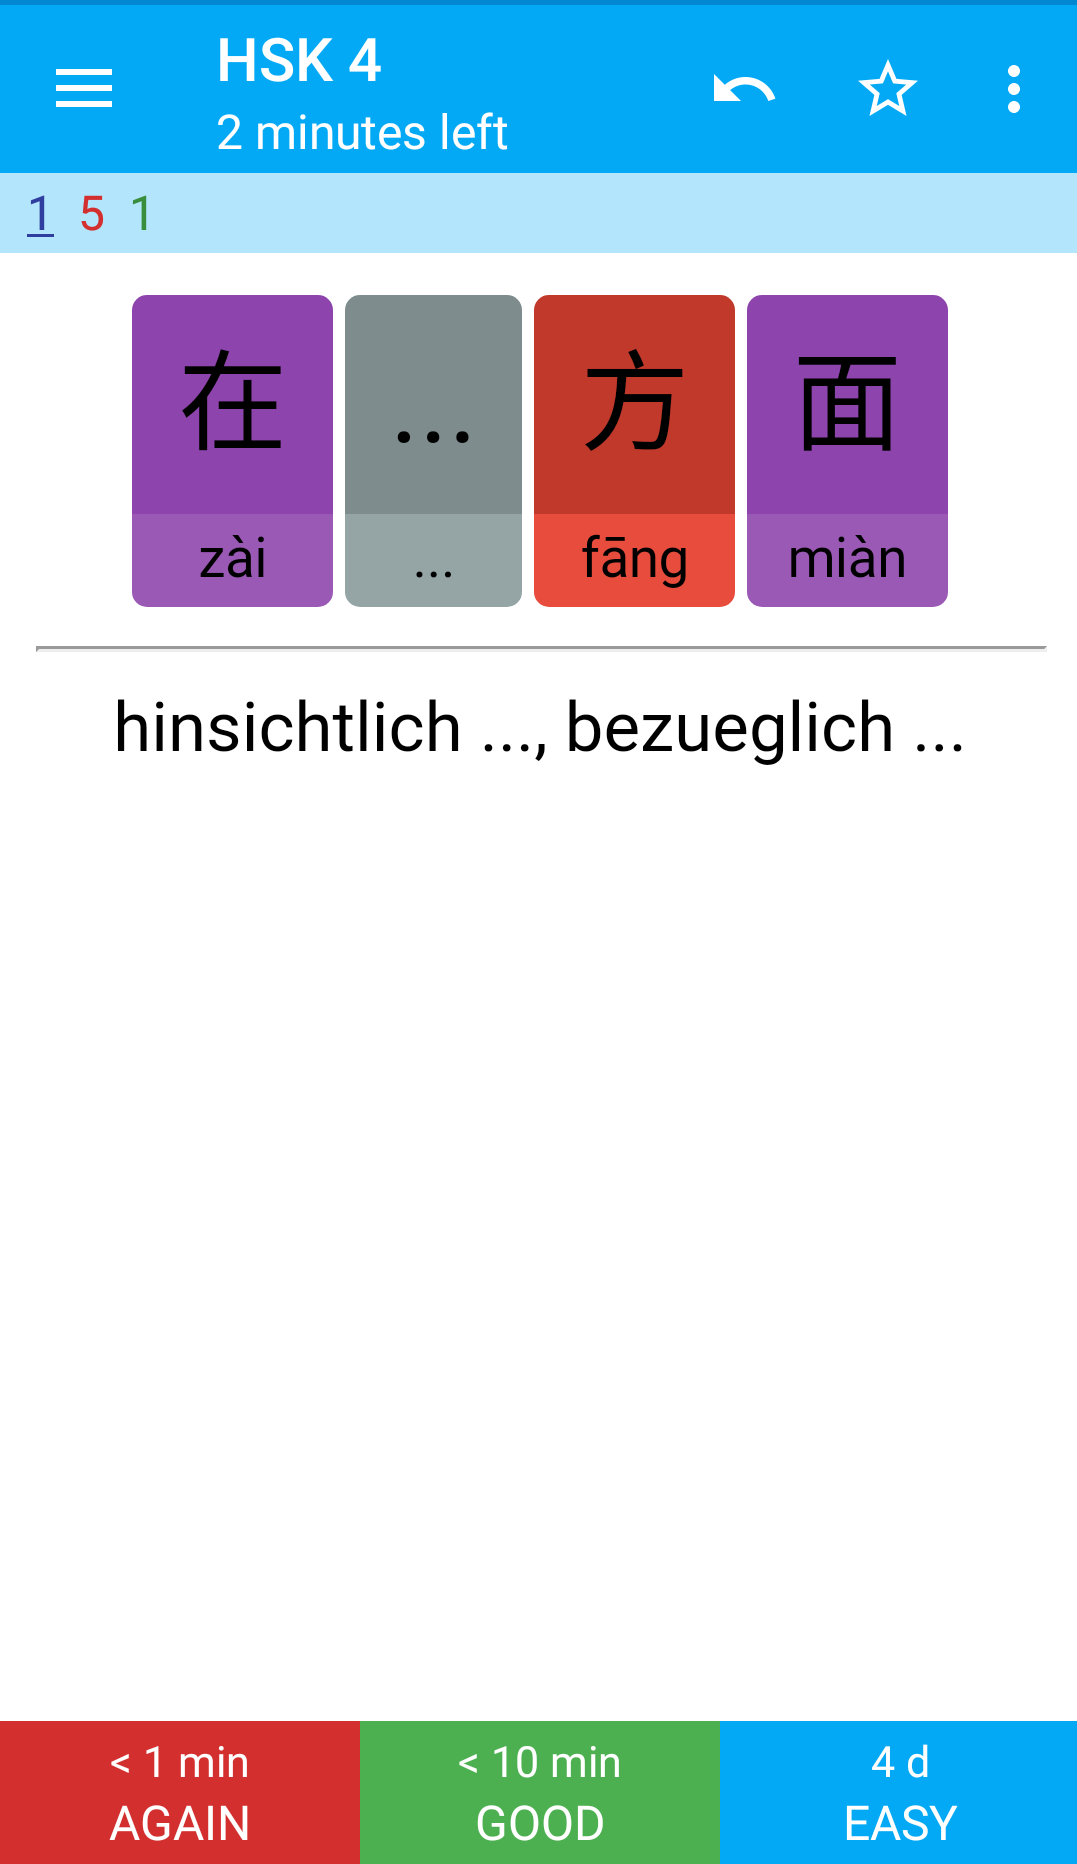 HSK 4
2 minutes left
1 5 1
在 ... 方 面
zài ... fāng miàn
hinsichtlich ..., bezueglich ...
< 1 min < 10 min 4 d
AGAIN GOOD EASY